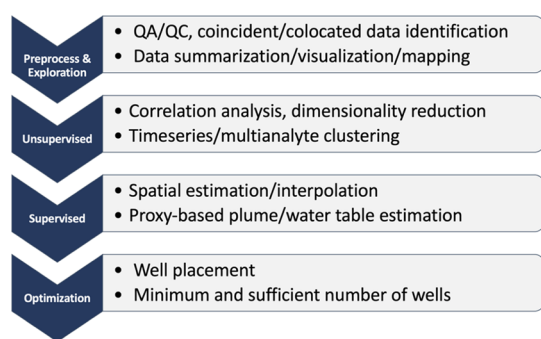 Preprocess &
Exploration
• QA/QC, coincident/colocated data identification
• Data summarization/visualization/mapping
Unsupervised
• Correlation analysis, dimensionality reduction
• Timeseries/multianalyte clustering
Supervised
• Spatial estimation/interpolation
• Proxy-based plume/water table estimation
Optimization
• Well placement
• Minimum and sufficient number of wells